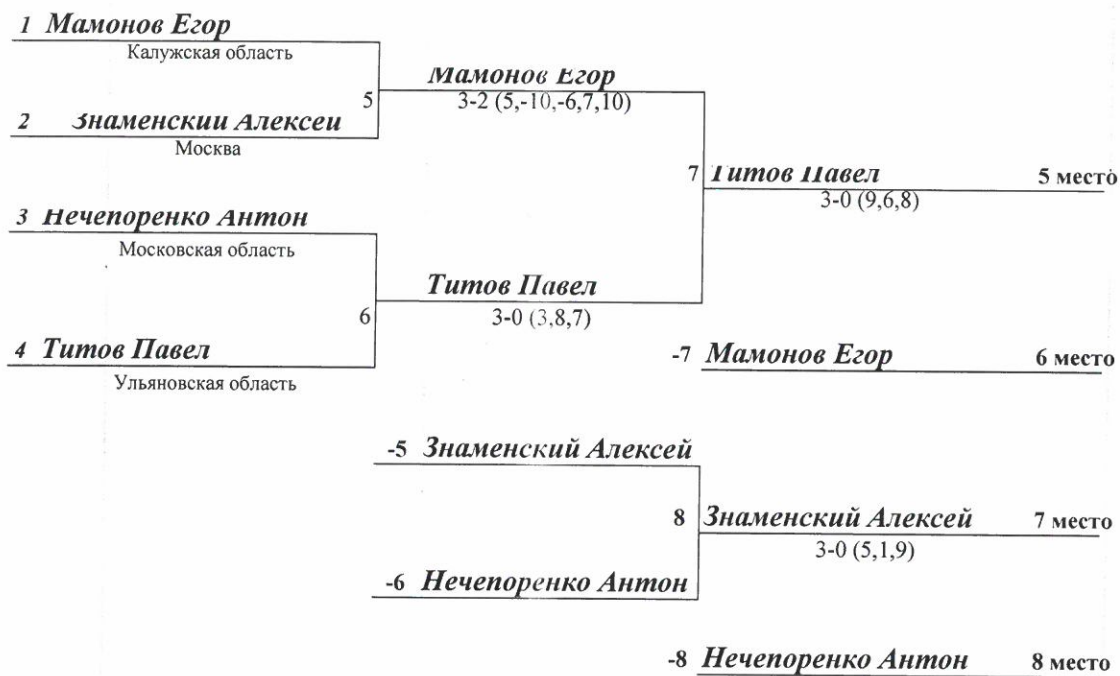 1 Мамонов Егор
Калужская область
Мамонов Егор
5
3-2 (5,-10,-6,7,10)
2 Знаменский Алексей
Москва
7 Титов Павел 5 место
3-0 (9,6,8)
3 Нечепоренко Антон
Московская область
Титов Павел
6
3-0 (3,8,7)
4 Титов Павел
Ульяновская область
-7 Мамонов Егор 6 место
-5 Знаменский Алексей
8 Знаменский Алексей 7 место
3-0 (5,1,9)
-6 Нечепоренко Антон
-8 Нечепоренко Антон 8 место